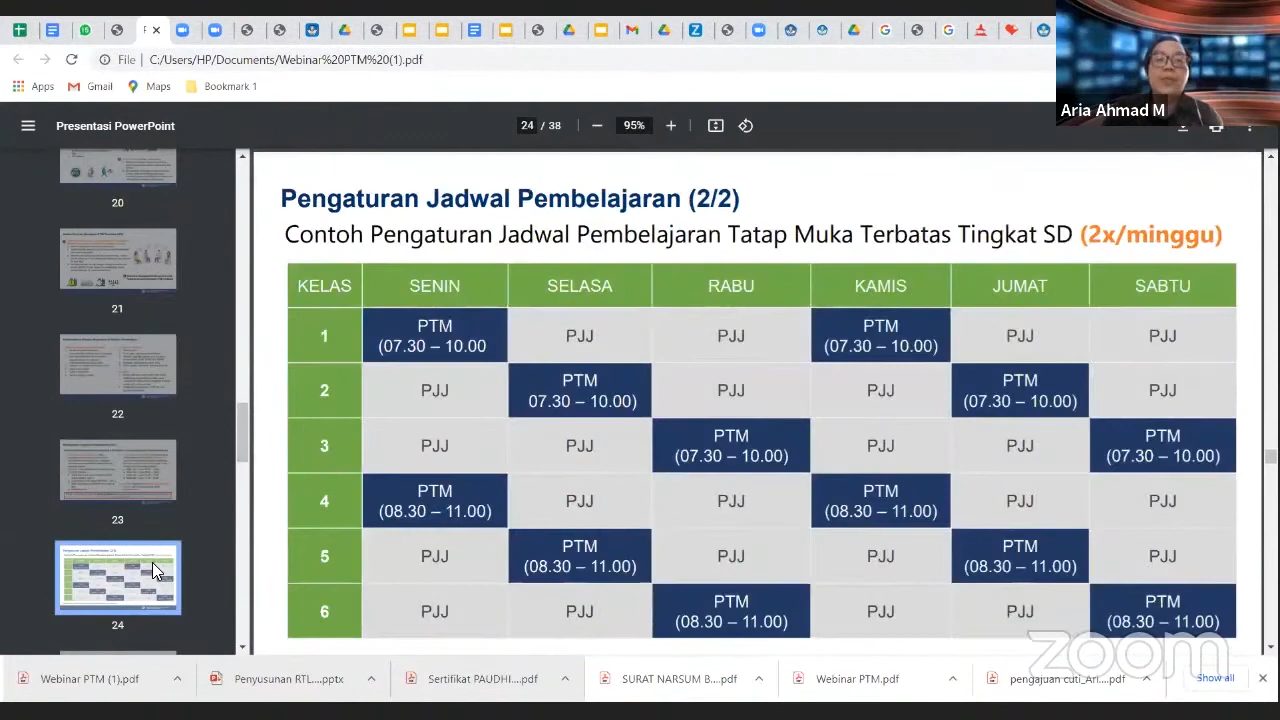 File | C:/Users/HP/Documents/Webinar%20PTM%20(1).pdf
Apps Gmail Maps Bookmark 1
Aria Ahmad M
Presentasi PowerPoint 24 / 38 95%
20
21
22
23
24
Pengaturan Jadwal Pembelajaran (2/2)
Contoh Pengaturan Jadwal Pembelajaran Tatap Muka Terbatas Tingkat SD (2x/minggu)
KELAS SENIN SELASA RABU KAMIS JUMAT SABTU
1 PTM (07.30 – 10.00 PJJ PJJ PTM (07.30 – 10.00) PJJ PJJ
2 PJJ PTM 07.30 – 10.00) PJJ PJJ PTM (07.30 – 10.00) PJJ
3 PJJ PJJ PTM (07.30 – 10.00) PJJ PJJ PTM (07.30 – 10.00)
4 PTM (08.30 – 11.00) PJJ PJJ PTM (08.30 – 11.00) PJJ PJJ
5 PJJ PTM (08.30 – 11.00) PJJ PJJ PTM (08.30 – 11.00) PJJ
6 PJJ PJJ PTM (08.30 – 11.00) PJJ PJJ PTM (08.30 – 11.00)
zoom
Webinar PTM (1).pdf Penyusunan RTL....pptx Sertifikat PAUDHI....pdf SURAT NARSUM B....pdf Webinar PTM.pdf pengajuan cuti_Ari....pdf Show all